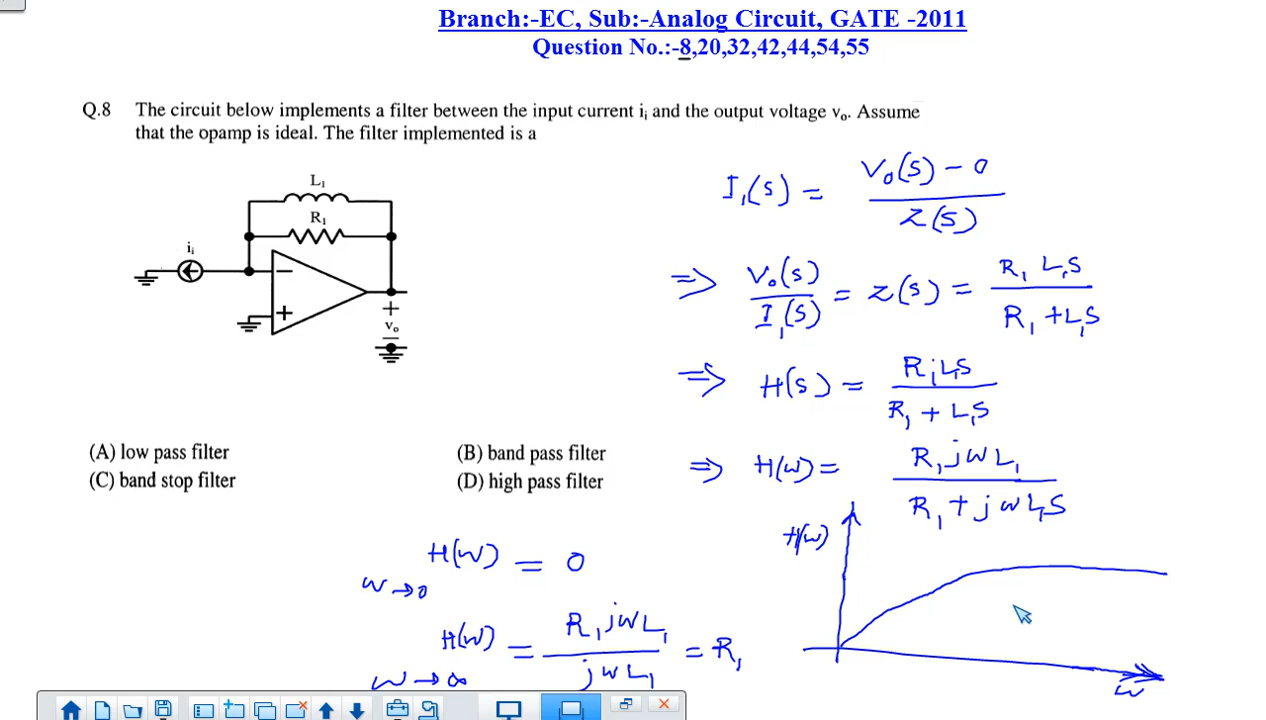 Branch:-EC, Sub:-Analog Circuit, GATE -2011
Question No.:-8,20,32,42,44,54,55
Q.8 The circuit below implements a filter between the input current iᵢ and the output voltage vₒ. Assume
that the opamp is ideal. The filter implemented is a
L₁
R₁
iᵢ
−
+
+
vₒ
−
(A) low pass filter
(B) band pass filter
(C) band stop filter
(D) high pass filter
I₁(s) = (V₀(s) − 0) / Z(s)
⇒ V₀(s) / I₁(s) = Z(s) = R₁ L₁S / R₁ + L₁S
⇒ H(s) = R₁L₁S / R₁ + L₁S
⇒ H(ω) = R₁jωL₁ / R₁ + jωL₁S
H(ω) = 0
ω→0
H(ω) = R₁jωL₁ / jωL₁ = R₁
ω→∞
H(ω)
ω